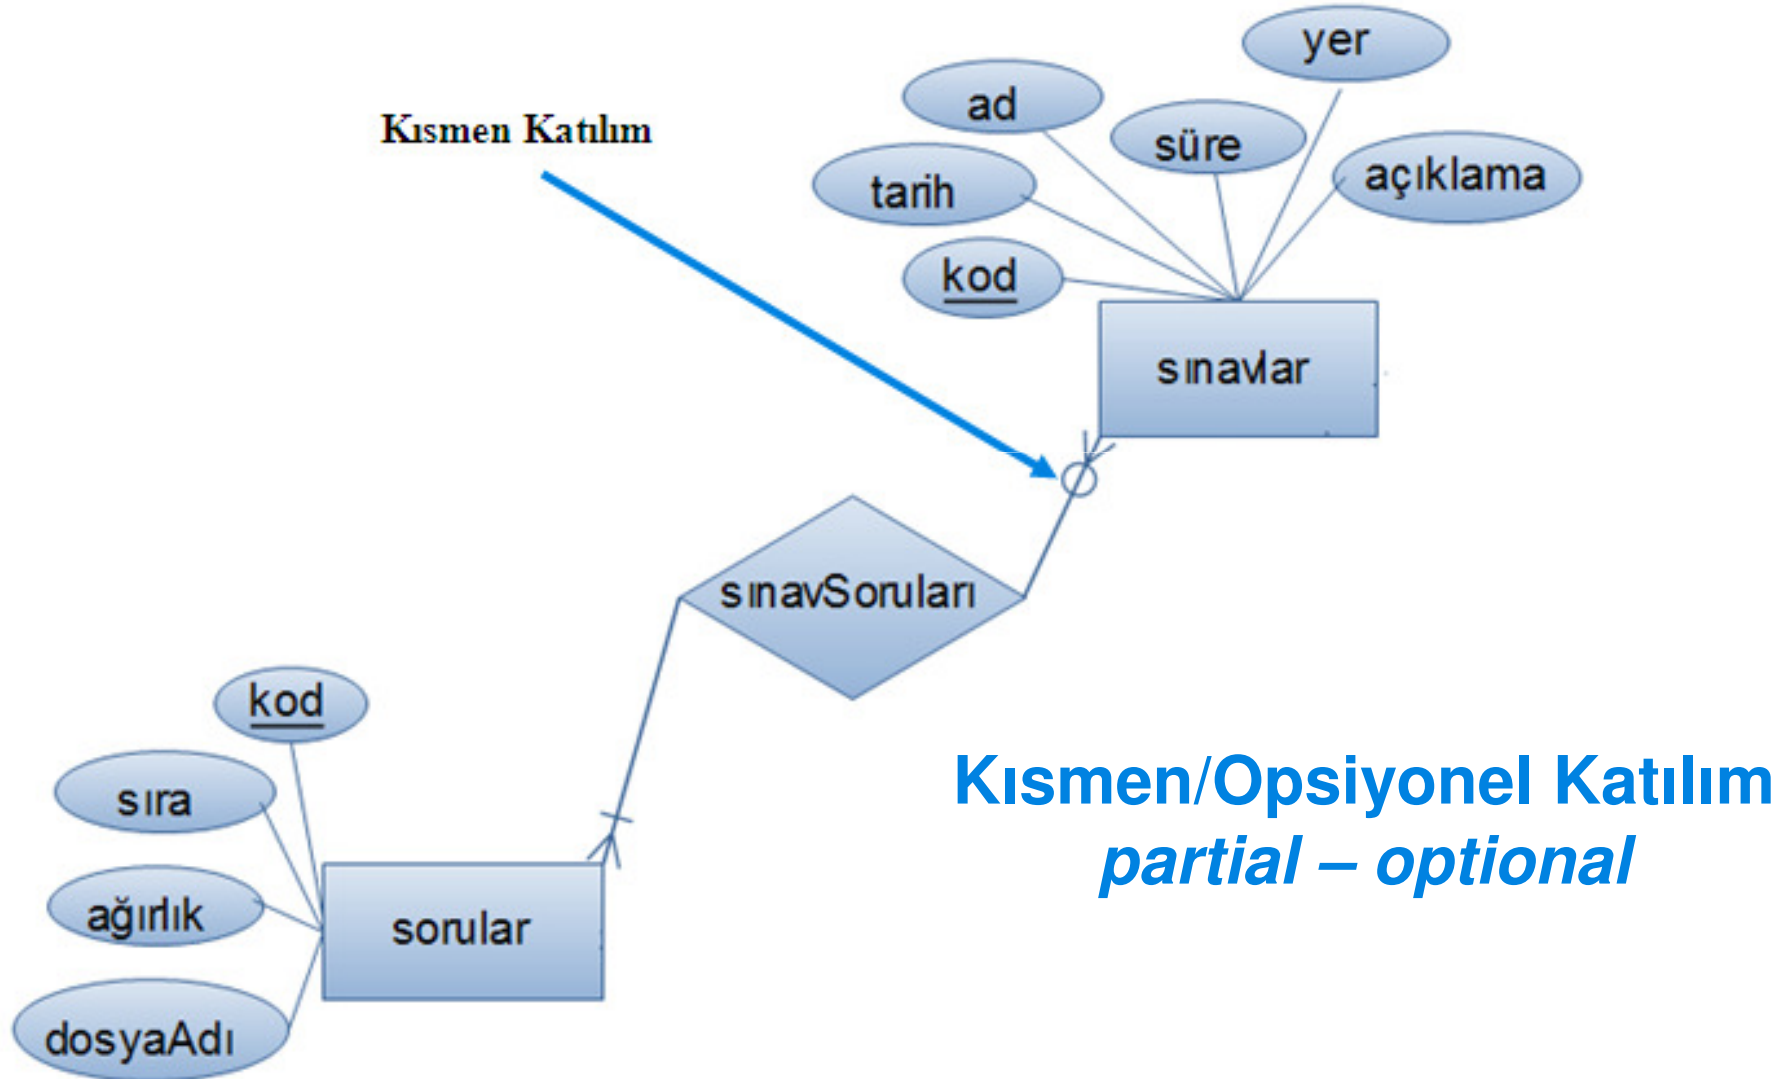 yer
ad
Kısmen Katılım
süre
tarih
açıklama
kod
sınavlar
sınavSoruları
kod
Kısmen/Opsiyonel Katılım
sıra
partial – optional
ağırlık
sorular
dosyaAdı